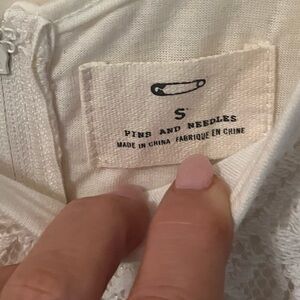 S
PINS AND NEEDLES
MADE IN CHINA FABRIQUE EN CHINE